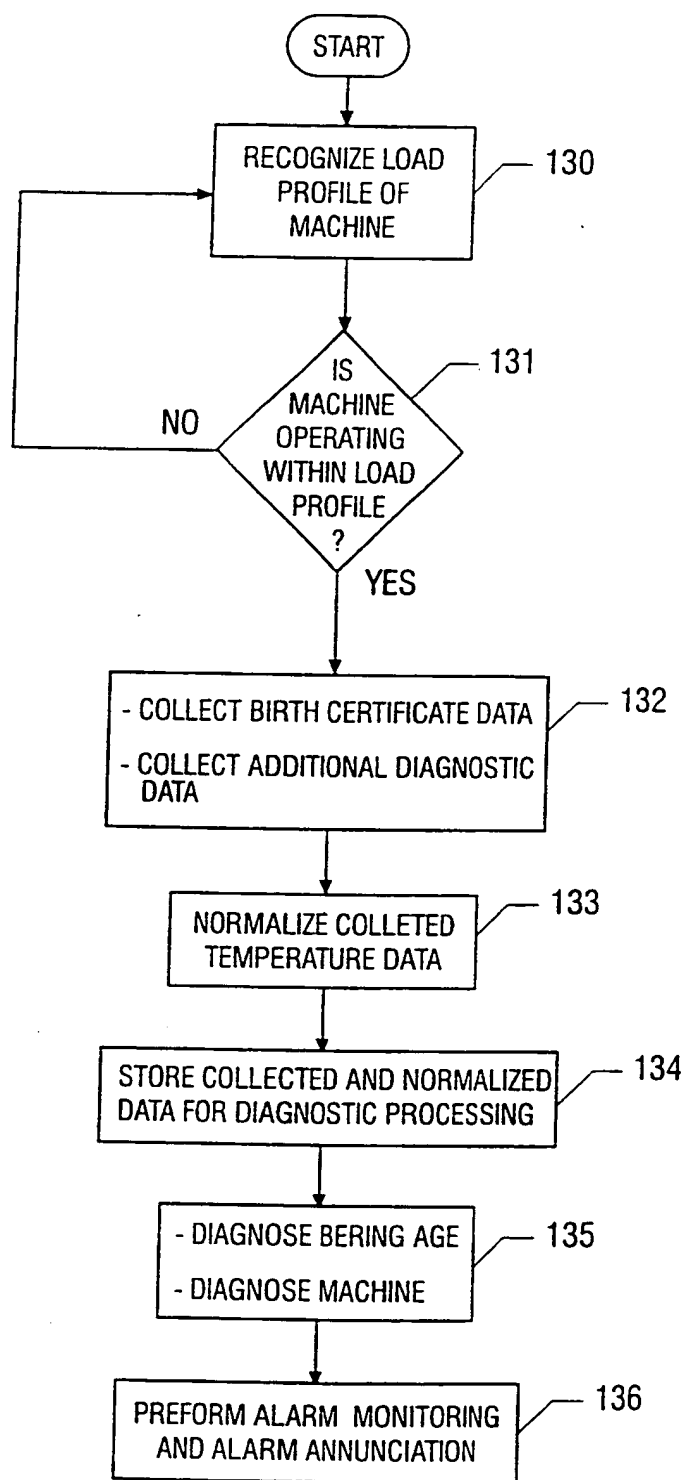 START
RECOGNIZE LOAD
PROFILE OF
MACHINE
130
IS
MACHINE
OPERATING
WITHIN LOAD
PROFILE
?
131
NO
YES
- COLLECT BIRTH CERTIFICATE DATA
- COLLECT ADDITIONAL DIAGNOSTIC
DATA
132
NORMALIZE COLLETED
TEMPERATURE DATA
133
STORE COLLECTED AND NORMALIZED
DATA FOR DIAGNOSTIC PROCESSING
134
- DIAGNOSE BERING AGE
- DIAGNOSE MACHINE
135
PREFORM ALARM MONITORING
AND ALARM ANNUNCIATION
136